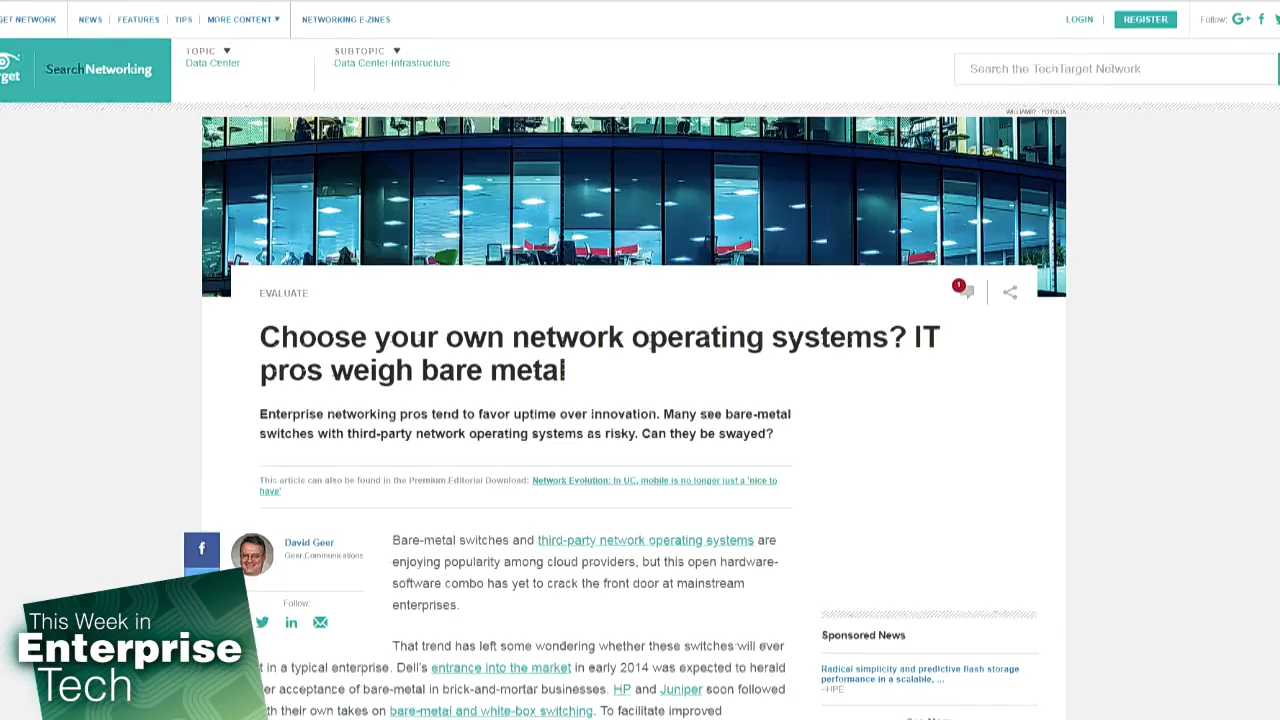 GET NETWORK
NEWS
FEATURES
TIPS
MORE CONTENT
NETWORKING E-ZINES
LOGIN
REGISTER
Follow:
G+
f
get
SearchNetworking
TOPIC
Data Center
SUBTOPIC
Data Center Infrastructure
Search the TechTarget Network
EVALUATE
1
Choose your own network operating systems? IT
pros weigh bare metal
Enterprise networking pros tend to favor uptime over innovation. Many see bare-metal
switches with third-party network operating systems as risky. Can they be swayed?
This article can also be found in the Premium Editorial Download: Network Evolution: In UC, mobile is no longer just a 'nice to
have'
f
David Geer
Geer Communications
Follow:
in
Bare-metal switches and third-party network operating systems are
enjoying popularity among cloud providers, but this open hardware-
software combo has yet to crack the front door at mainstream
enterprises.
That trend has left some wondering whether these switches will ever
t in a typical enterprise. Dell's entrance into the market in early 2014 was expected to herald
er acceptance of bare-metal in brick-and-mortar businesses. HP and Juniper soon followed
th their own takes on bare-metal and white-box switching. To facilitate improved
Sponsored News
Radical simplicity and predictive flash storage
performance in a scalable, ...
–HPE
This Week in
Enterprise
Tech